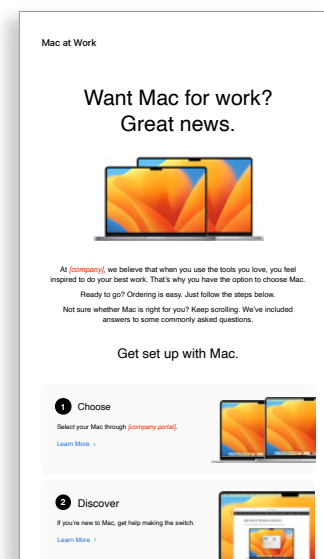 Mac at Work
Want Mac for work?
Great news.
At [company], we believe that when you use the tools you love, you feel
inspired to do your best work. That's why you have the option to choose Mac.
Ready to go? Ordering is easy. Just follow the steps below.
Not sure whether Mac is right for you? Keep scrolling. We've included
answers to some commonly asked questions.
Get set up with Mac.
1 Choose
Select your Mac through [company portal].
Learn More >
2 Discover
If you're new to Mac, get help making the switch.
Learn More >